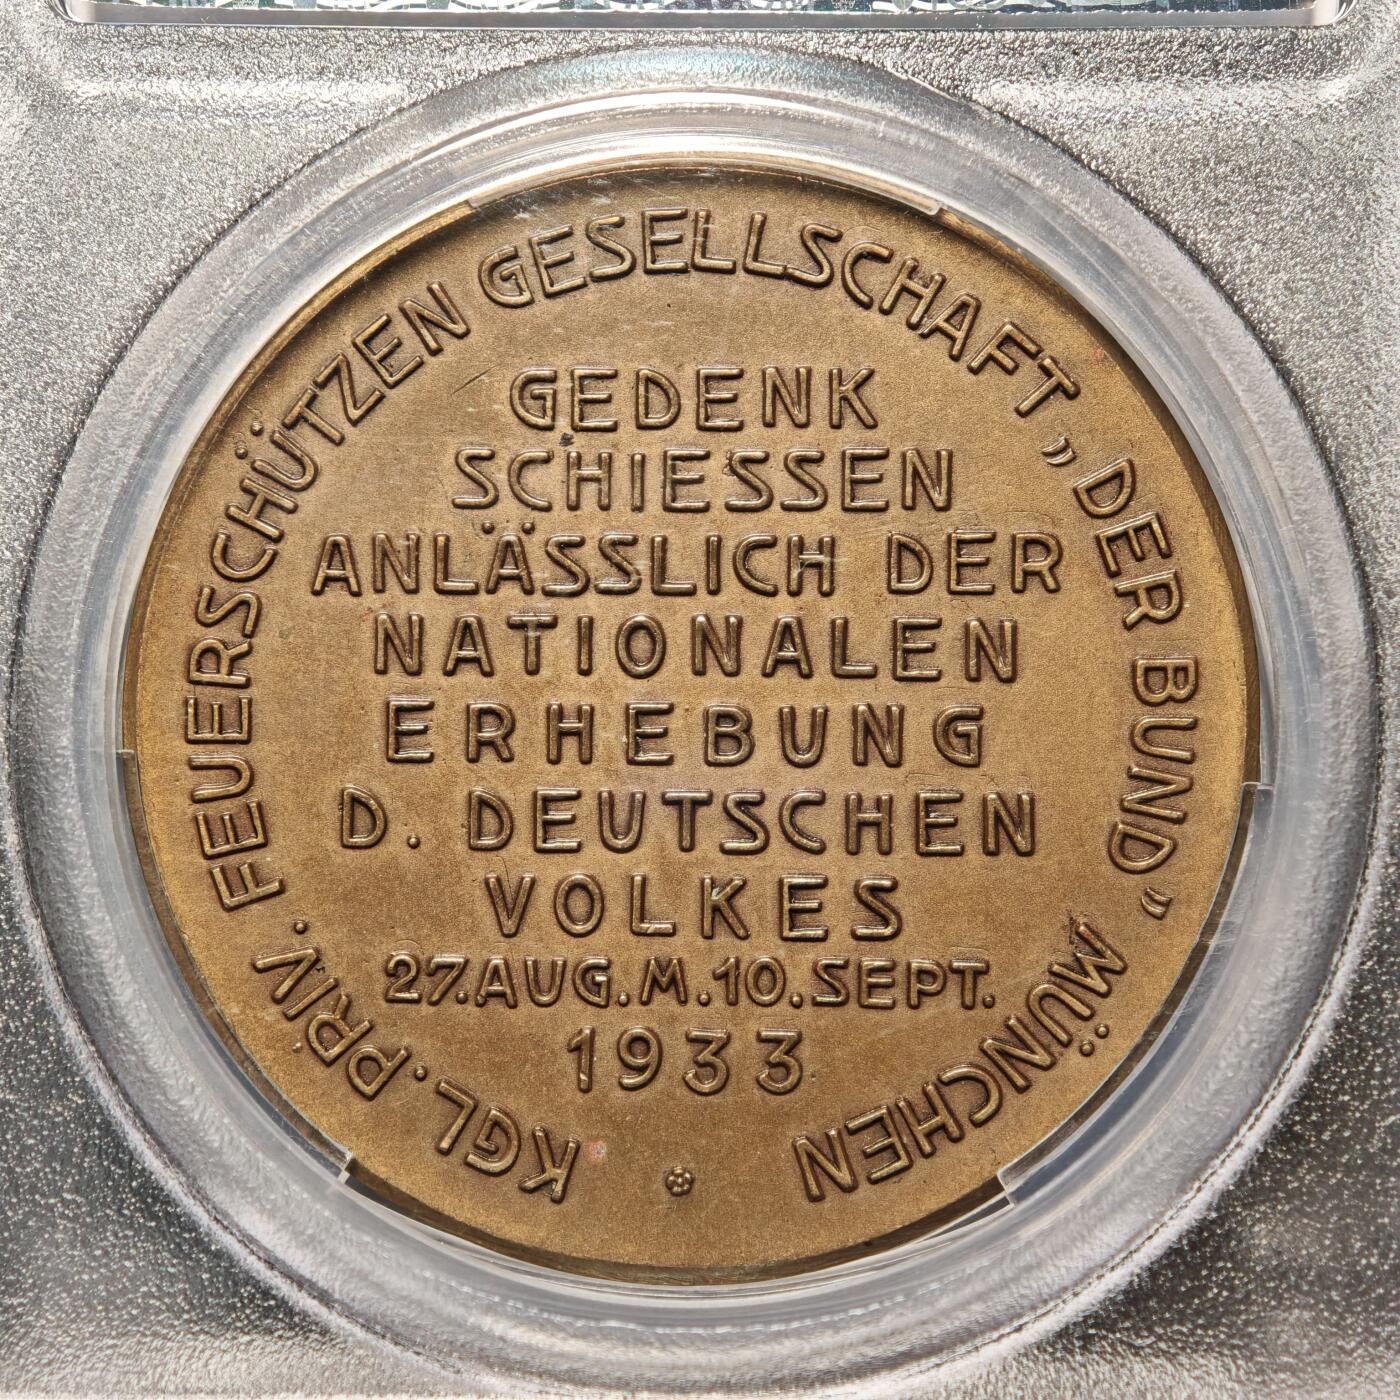 KGL. PRIV. FEUERSCHÜTZEN GESELLSCHAFT „DER BUND" MÜNCHEN
GEDENK
SCHIESSEN
ANLÄSSLICH DER
NATIONALEN
ERHEBUNG
D. DEUTSCHEN
VOLKES
27.AUG.M.10.SEPT.
1933